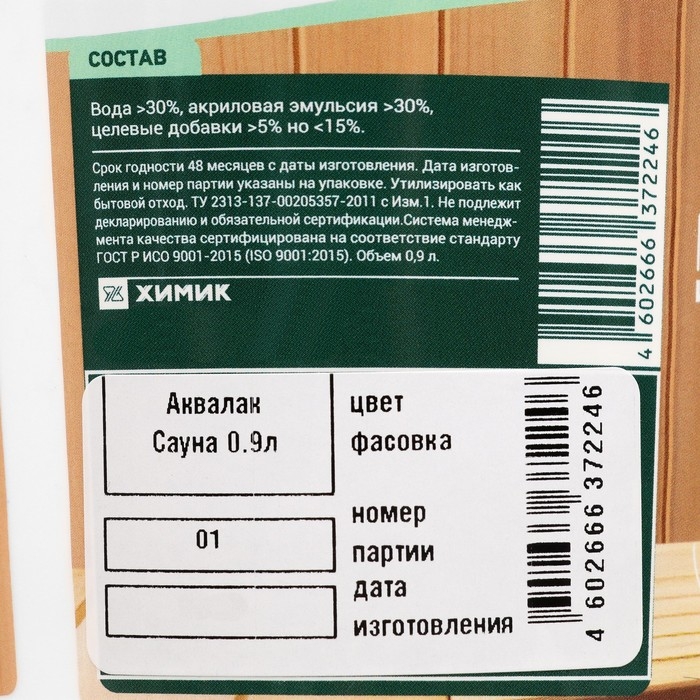 СОСТАВ
Вода >30%, акриловая эмульсия >30%,
целевые добавки >5% но <15%.
Срок годности 48 месяцев с даты изготовления. Дата изготов-
ления и номер партии указаны на упаковке. Утилизировать как
бытовой отход. ТУ 2313-137-00205357-2011 с Изм.1. Не подлежит
декларированию и обязательной сертификации.Система менедж-
мента качества сертифицирована на соответствие стандарту
ГОСТ Р ИСО 9001-2015 (ISO 9001:2015). Объем 0,9 л.
ХИМИК
4 602666 372246
Аквалак
Сауна 0.9л
цвет
фасовка
01
номер
партии
дата
изготовления
4 602666 372246